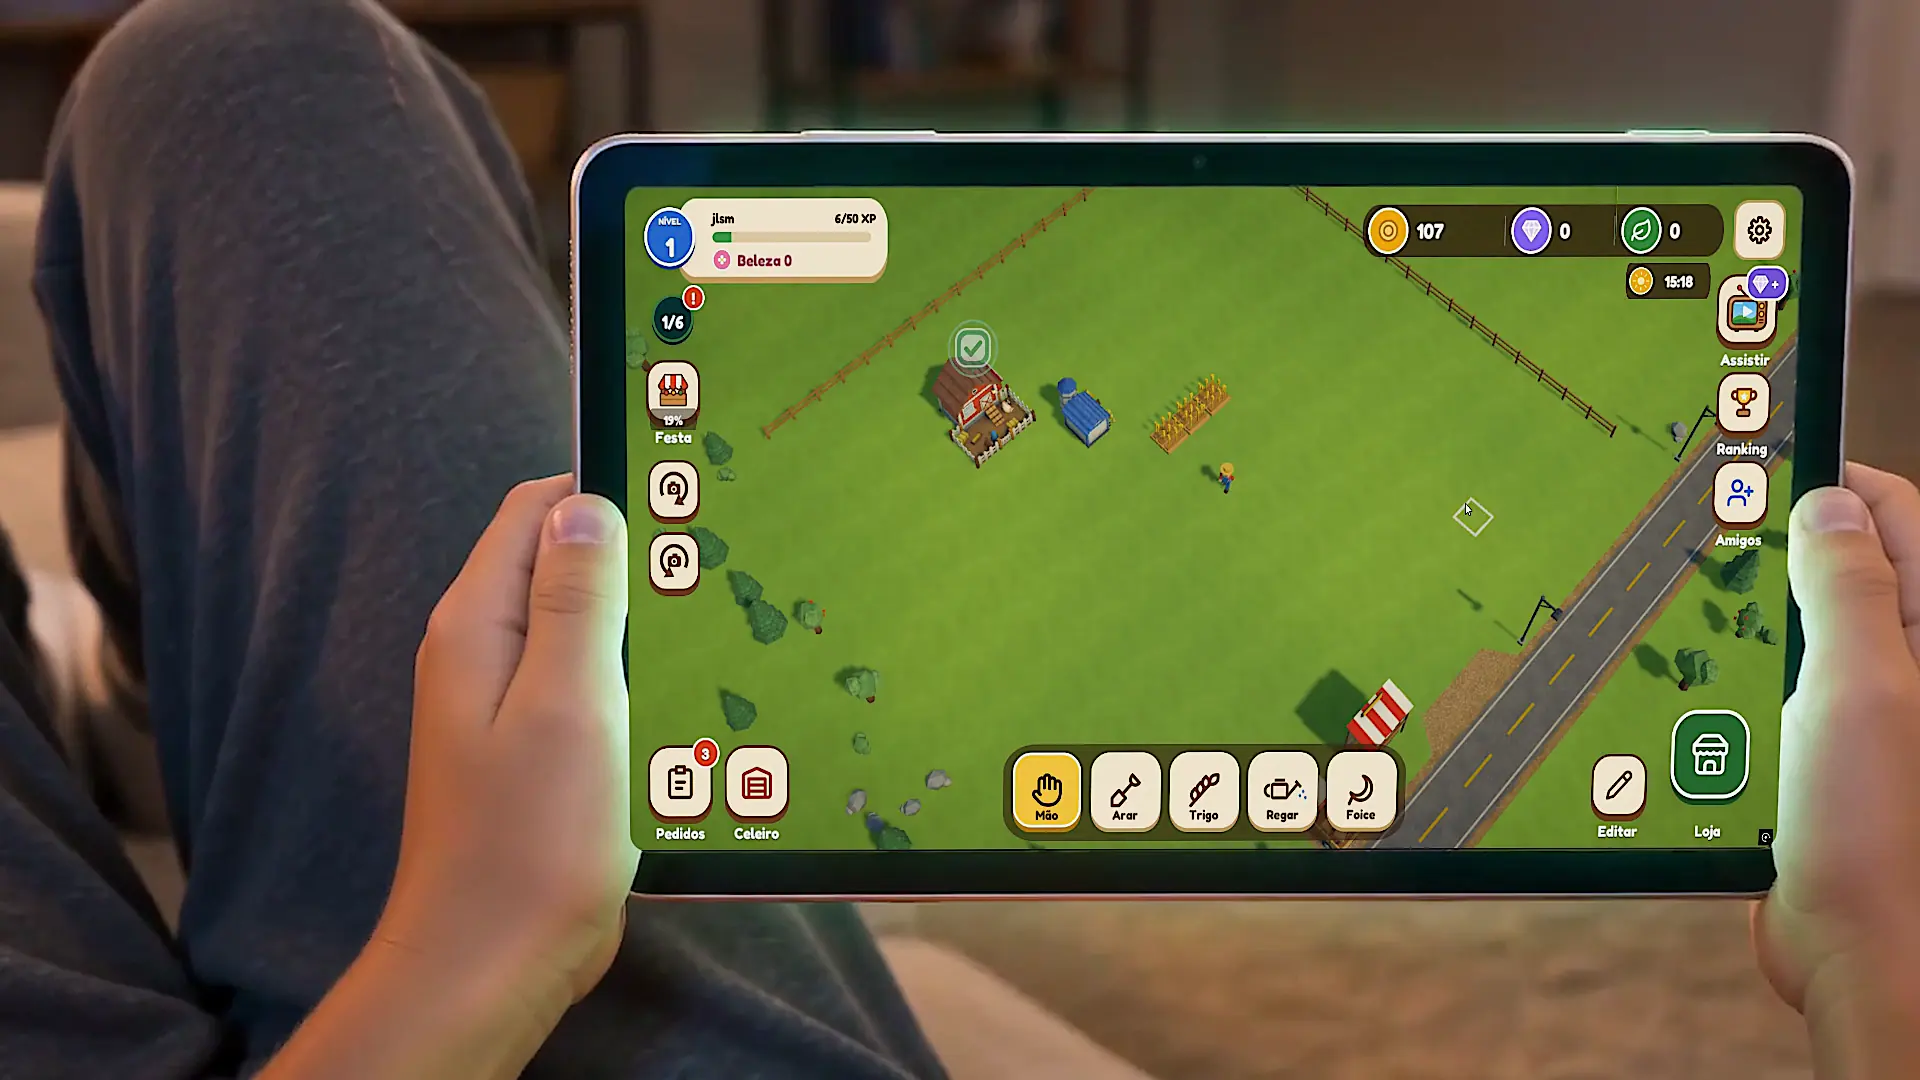 NÍVEL
1
jlsm
6/50 XP
Beleza 0
107
0
0
15:18
!
1/6
19%
Festa
Assistir
Ranking
Amigos
3
Pedidos
Celeiro
Mão
Arar
Trigo
Regar
Foice
Editar
Loja